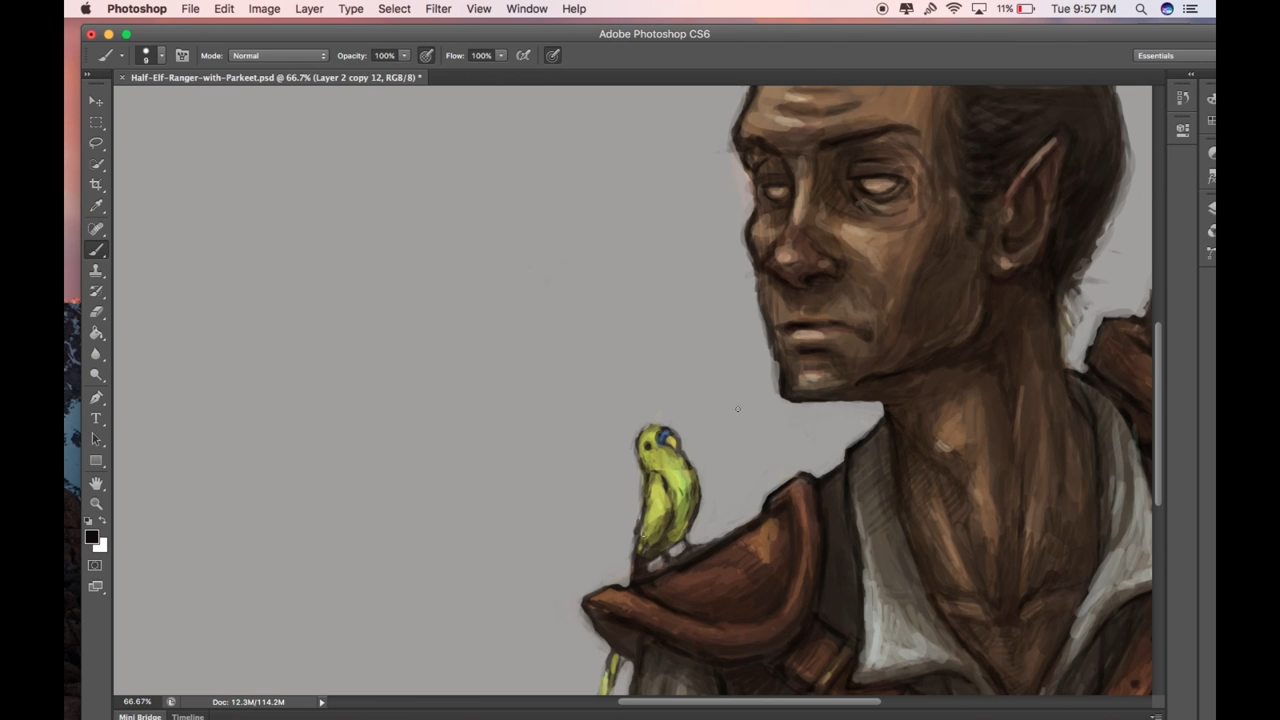 Photoshop File Edit Image Layer Type Select Filter View Window Help 11% Tue 9:57 PM
Adobe Photoshop CS6
9 Mode: Normal Opacity: 100% Flow: 100% Essentials
Half-Elf-Ranger-with-Parkeet.psd @ 66.7% (Layer 2 copy 12, RGB/8) *
T
66.67% Doc: 12.3M/114.2M
Mini Bridge Timeline